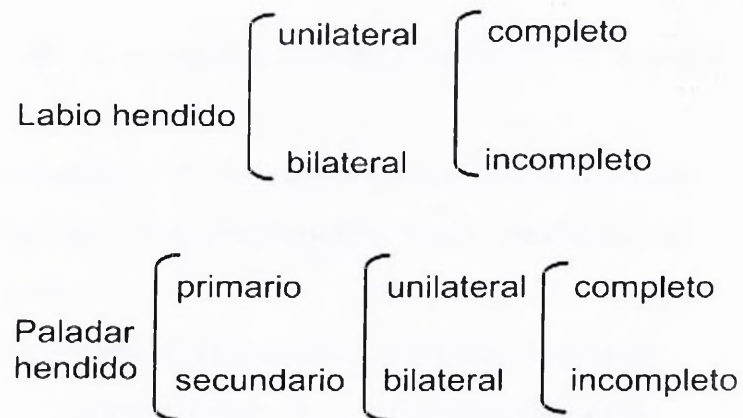 unilateral completo
Labio hendido
bilateral incompleto
primario unilateral completo
Paladar
hendido
secundario bilateral incompleto